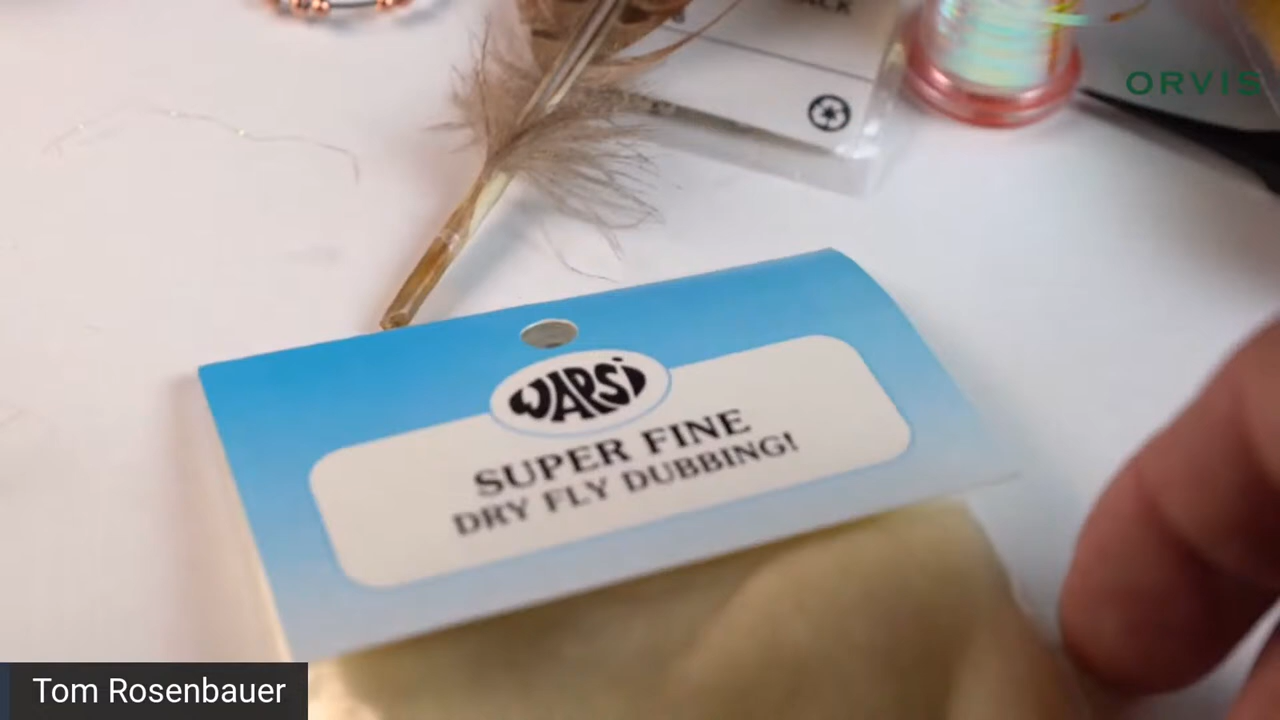 ORVIS
WAPSI
SUPER FINE
DRY FLY DUBBING!
Tom Rosenbauer